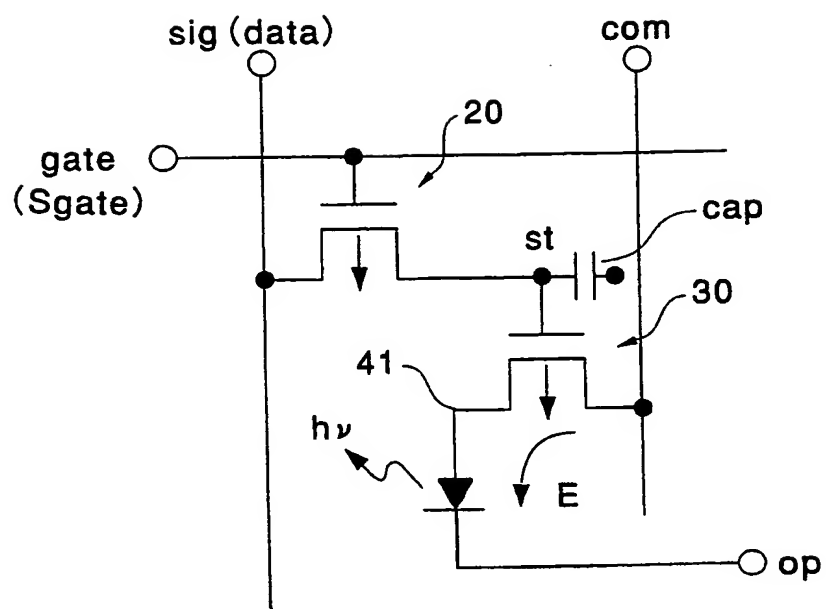 sig (data)
com
20
gate
(Sgate)
cap
st
30
41
hν
E
op